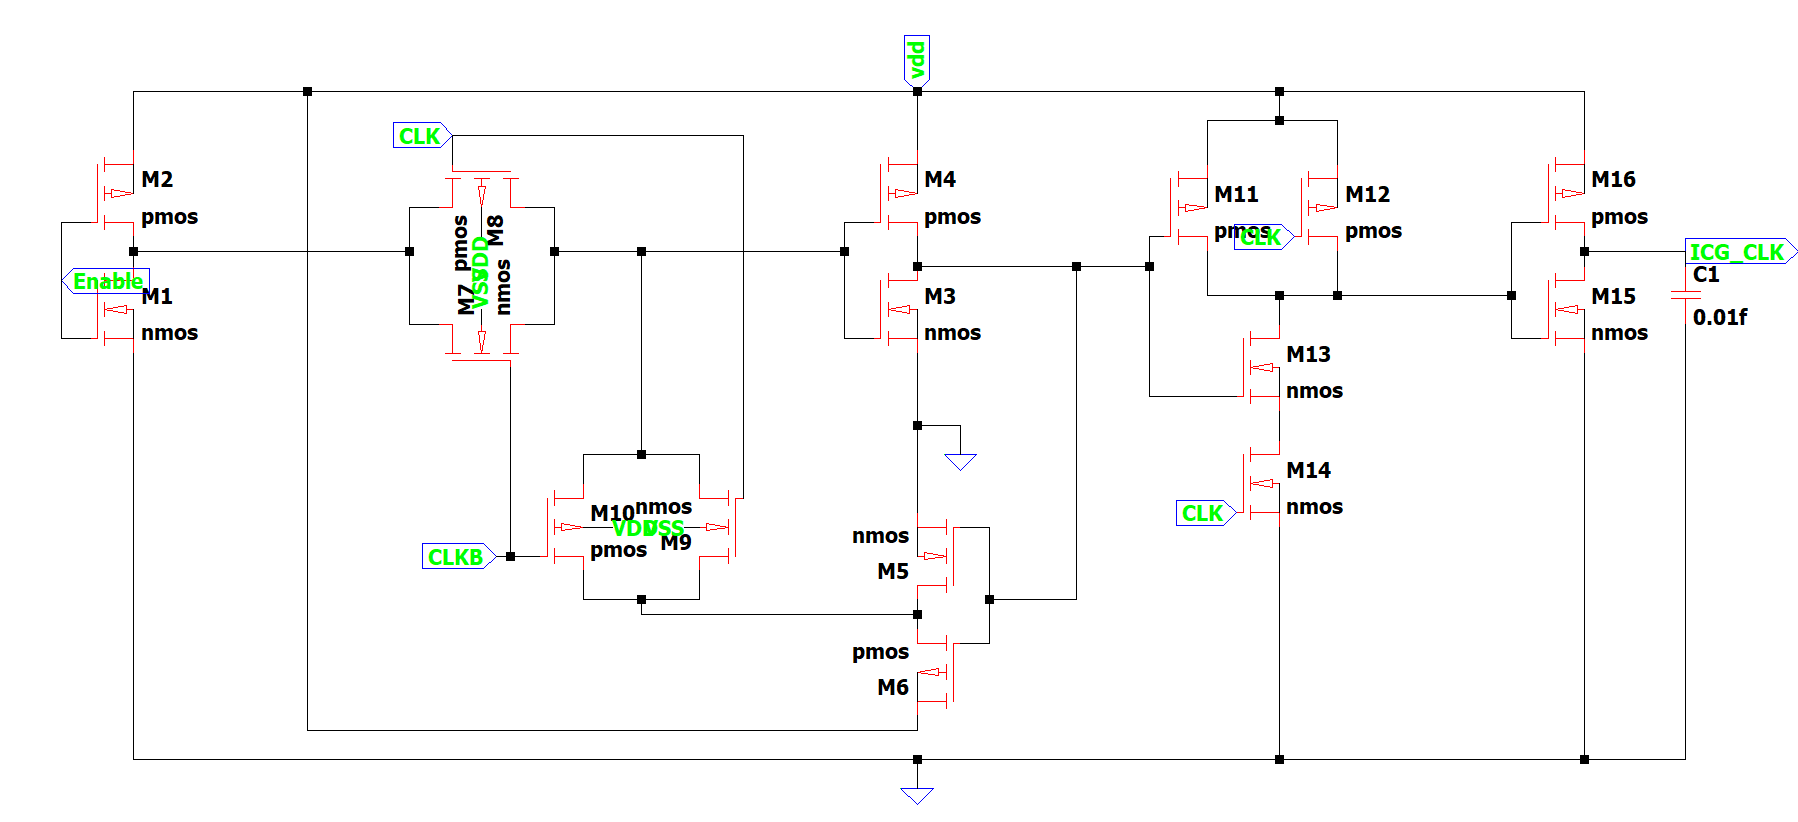 vdd
CLK
M2
pmos
Enable
M1
nmos
pmos
M8
VDD
VSS
M7
nmos
M4
pmos
M3
nmos
M11
pmos
CLK
M12
pmos
M16
pmos
ICG_CLK
C1
0.01f
M15
nmos
M13
nmos
M14
nmos
CLK
M10
nmos
VDD
VSS
pmos
M9
CLKB
nmos
M5
pmos
M6